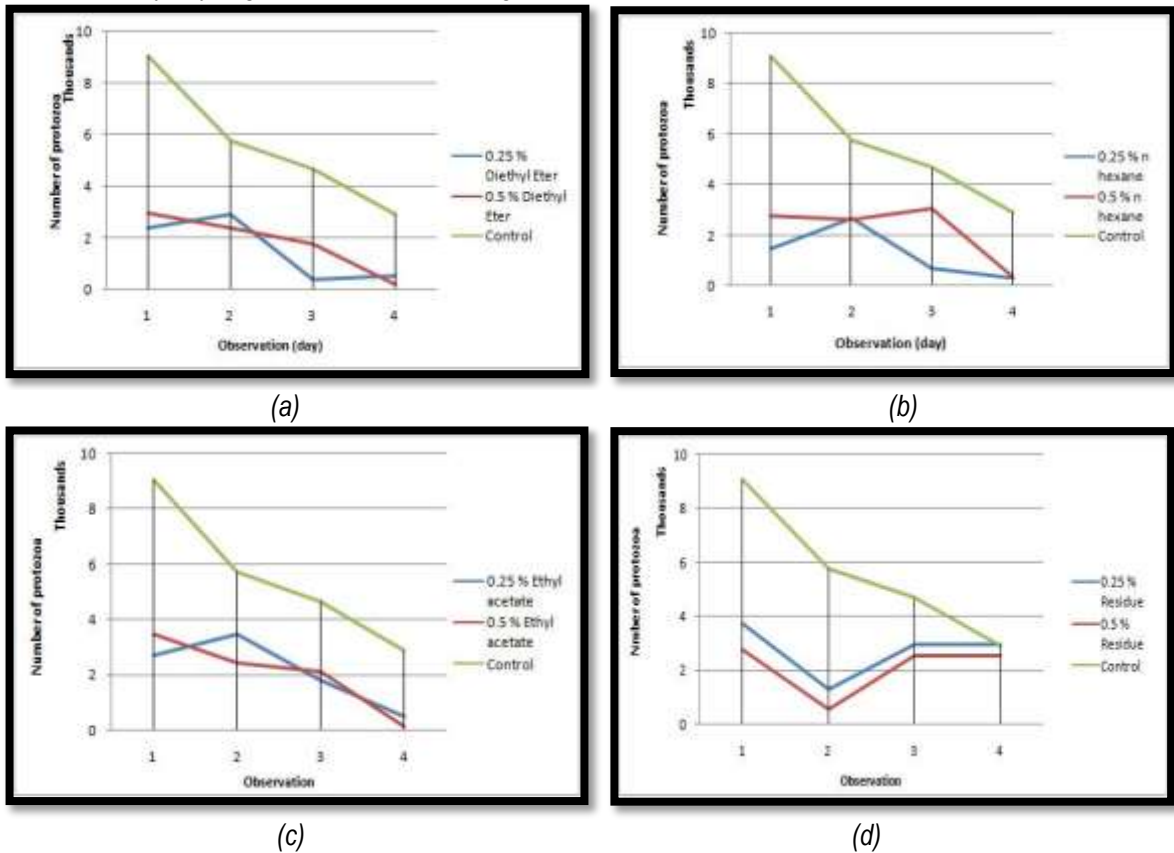 Thousands
Number of protozoa
10
8
6
4
2
0
1 2 3 4
Observation (day)
0.25 %
Diethyl Eter
0.5 % Diethyl
Eter
Control
(a)
Thousands
Number of protozoa
10
8
6
4
2
0
1 2 3 4
Observation (day)
0.25 % n
hexane
0.5 % n
hexane
Control
(b)
Thousands
Number of protozoa
10
8
6
4
2
0
1 2 3 4
Observation
0.25 % Ethyl
acetate
0.5 % Ethyl
acetate
Control
(c)
Thousands
Number of protozoa
10
8
6
4
2
0
1 2 3 4
Observation
0.25 %
Residue
0.5 %
Residue
Control
(d)